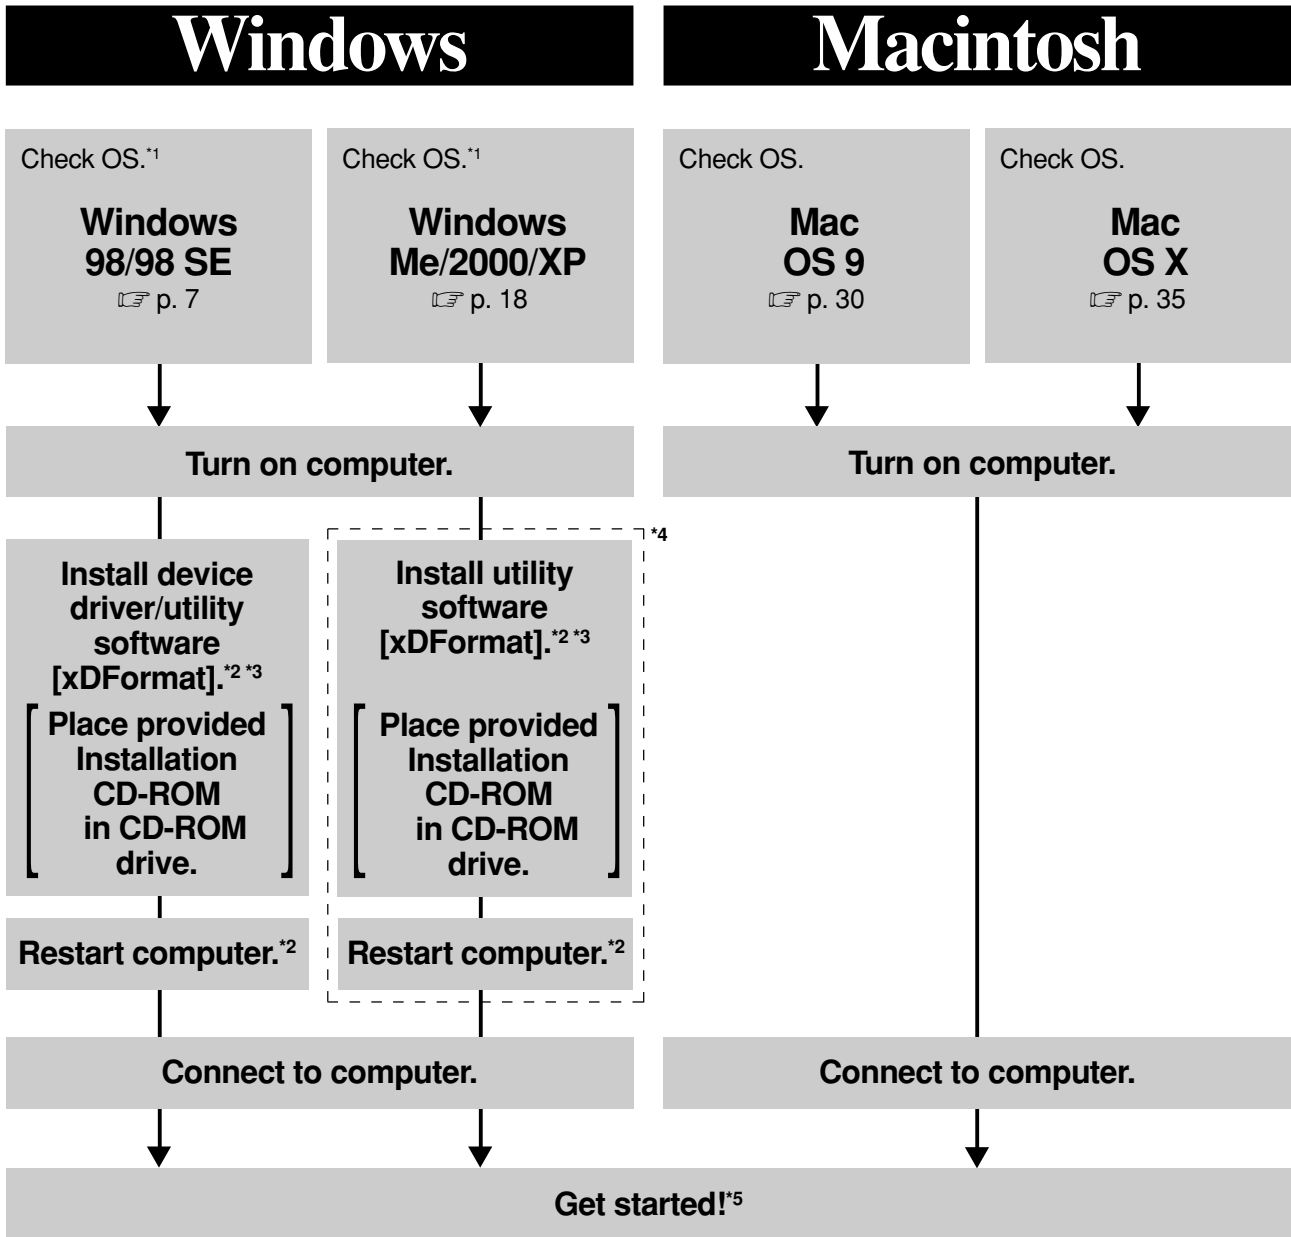 Windows
Macintosh
Check OS.*1
Windows
98/98 SE
☞ p. 7
Check OS.*1
Windows
Me/2000/XP
☞ p. 18
Check OS.
Mac
OS 9
☞ p. 30
Check OS.
Mac
OS X
☞ p. 35
Turn on computer.
Turn on computer.
Install device
driver/utility
software
[xDFormat].*2 *3
Place provided
Installation
CD-ROM
in CD-ROM
drive.
*4
Install utility
software
[xDFormat].*2 *3
Place provided
Installation
CD-ROM
in CD-ROM
drive.
Restart computer.*2
Restart computer.*2
Connect to computer.
Connect to computer.
Get started!*5